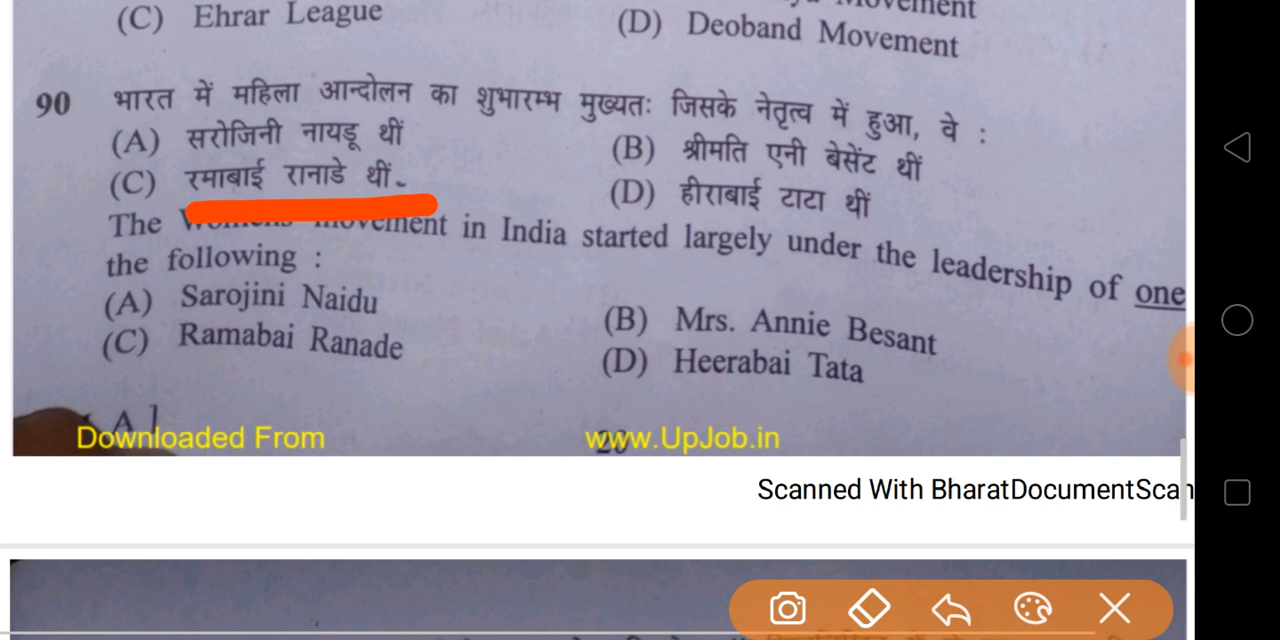 (C) Ehrar League
(D) Deoband Movement
90 भारत में महिला आन्दोलन का शुभारम्भ मुख्यतः जिसके नेतृत्व में हुआ, वे :
(A) सरोजिनी नायडू थीं (B) श्रीमति एनी बेसेंट थीं
(C) रमाबाई रानाडे थीं. (D) हीराबाई टाटा थीं
The movement in India started largely under the leadership of one
the following :
(A) Sarojini Naidu (B) Mrs. Annie Besant
(C) Ramabai Ranade (D) Heerabai Tata
A ]
Downloaded From www.UpJob.in
20
Scanned With BharatDocumentScan